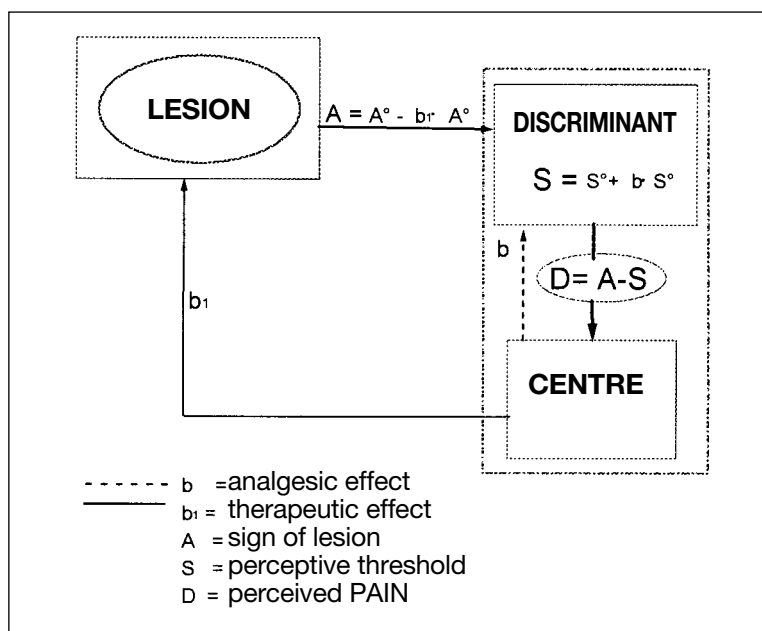 LESION
A = A° - b₁· A°
DISCRIMINANT
S = S°+ b· S°
b
D= A-S
b₁
CENTRE
b =analgesic effect
b₁ = therapeutic effect
A =sign of lesion
S =perceptive threshold
D =perceived PAIN